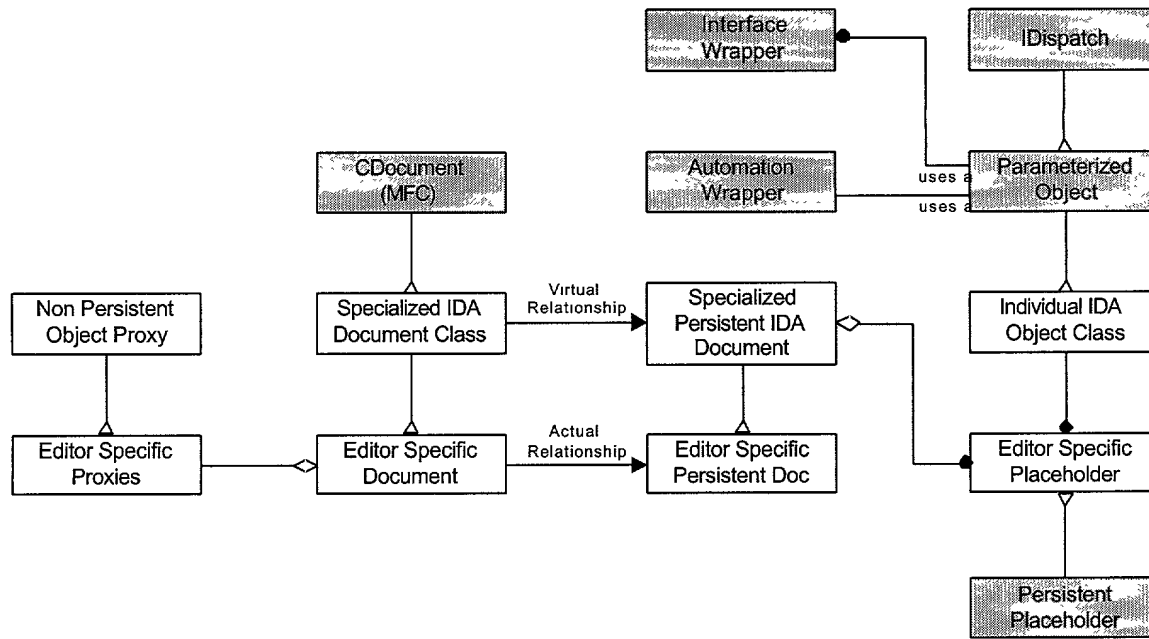 Interface
Wrapper
IDispatch
CDocument
(MFC)
Automation
Wrapper
uses a
uses a
Parameterized
Object
Non Persistent
Object Proxy
Specialized IDA
Document Class
Virtual
Relationship
Specialized
Persistent IDA
Document
Individual IDA
Object Class
Editor Specific
Proxies
Editor Specific
Document
Actual
Relationship
Editor Specific
Persistent Doc
Editor Specific
Placeholder
Persistent
Placeholder